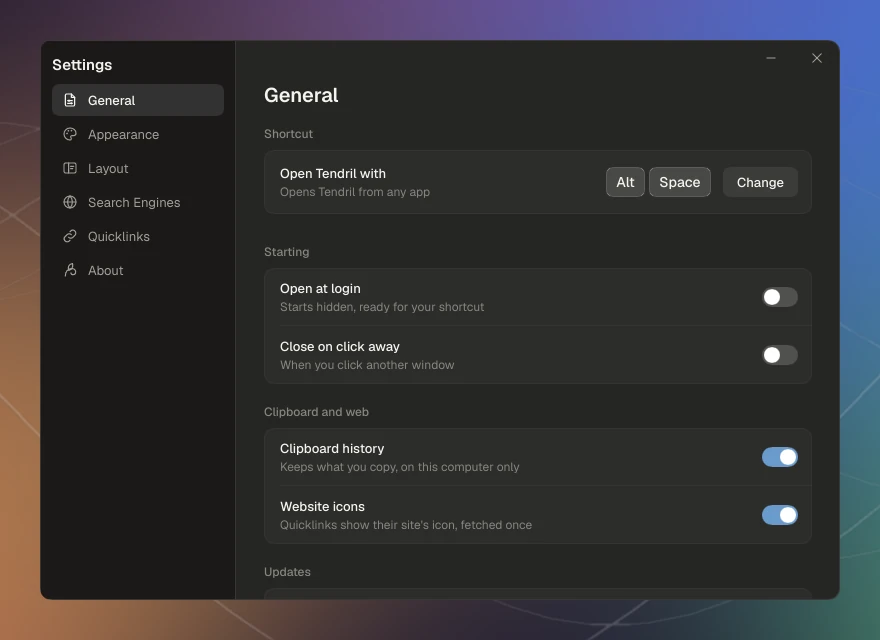 Settings
General
Appearance
Layout
Search Engines
Quicklinks
About
General
Shortcut
Open Tendril with
Opens Tendril from any app
Alt Space Change
Starting
Open at login
Starts hidden, ready for your shortcut
Close on click away
When you click another window
Clipboard and web
Clipboard history
Keeps what you copy, on this computer only
Website icons
Quicklinks show their site's icon, fetched once
Updates